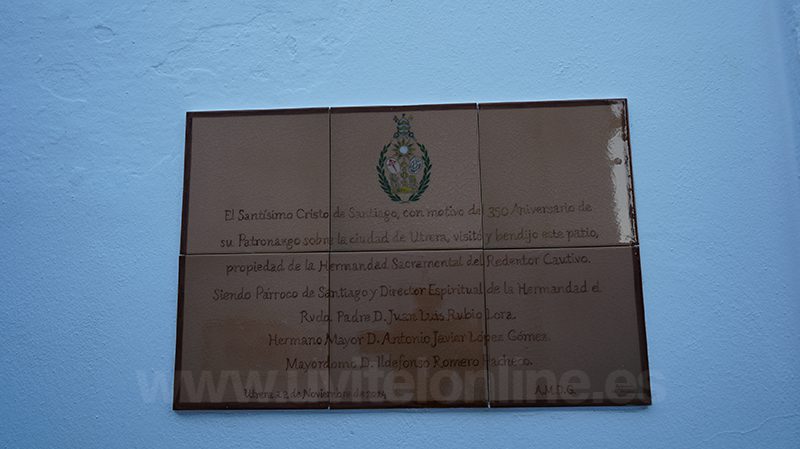 El Santísimo Cristo de Santiago, con motivo del 350 Aniversario de
su Patronazgo sobre la ciudad de Utrera, visitó y bendijo este patio,
propiedad de la Hermandad Sacramental del Redentor Cautivo.
Siendo Párroco de Santiago y Director Espiritual de la Hermandad el
Rvdo. Padre D. Juan Luis Rubio Lora.
Hermano Mayor D. Antonio Javier López Gómez.
Mayordomo D. Ildefonso Romero Pacheco.
www.uvitelonline.es
Utrera 22 de Noviembre de 2014 A.M.D.G.